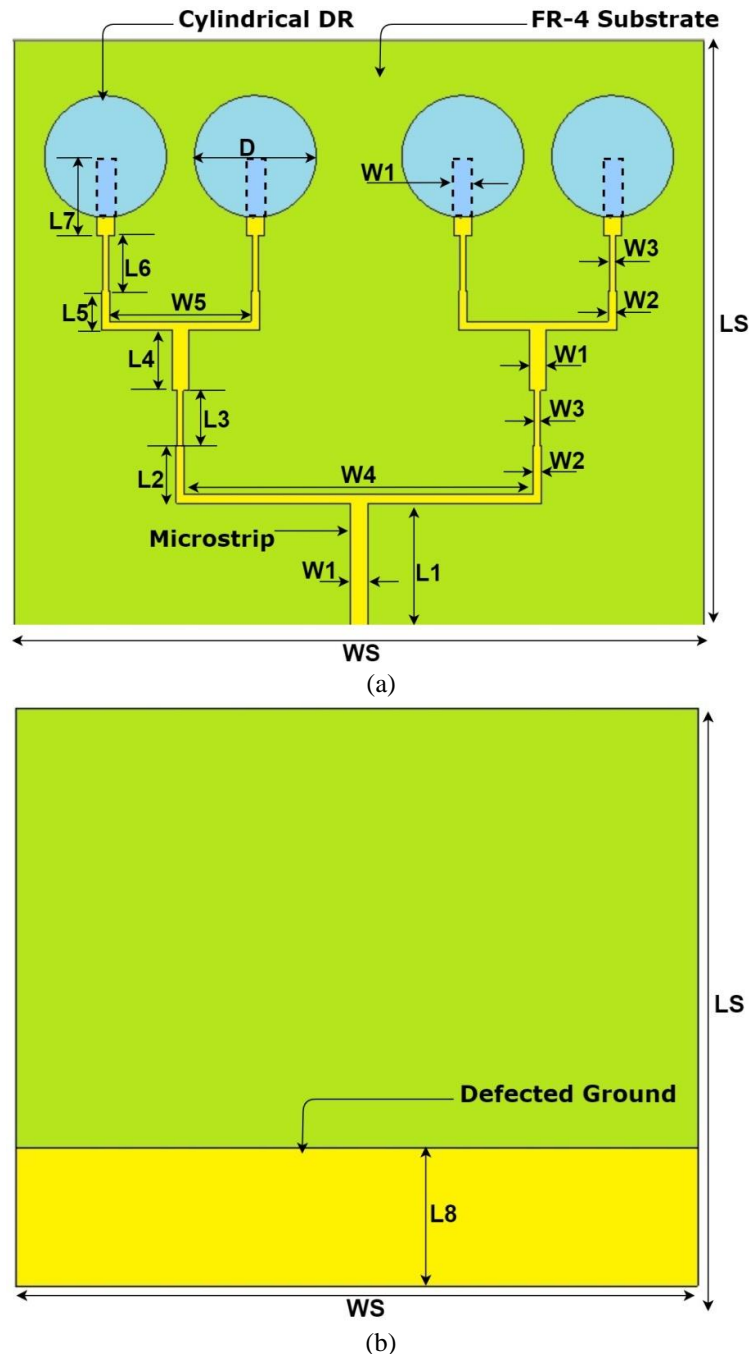 Cylindrical DR FR-4 Substrate
D
W1
L7
L6
W3
L5
W5
W2
LS
L4
W1
L3
W3
L2
W4
W2
Microstrip
W1
L1
WS
(a)
LS
Defected Ground
L8
WS
(b)